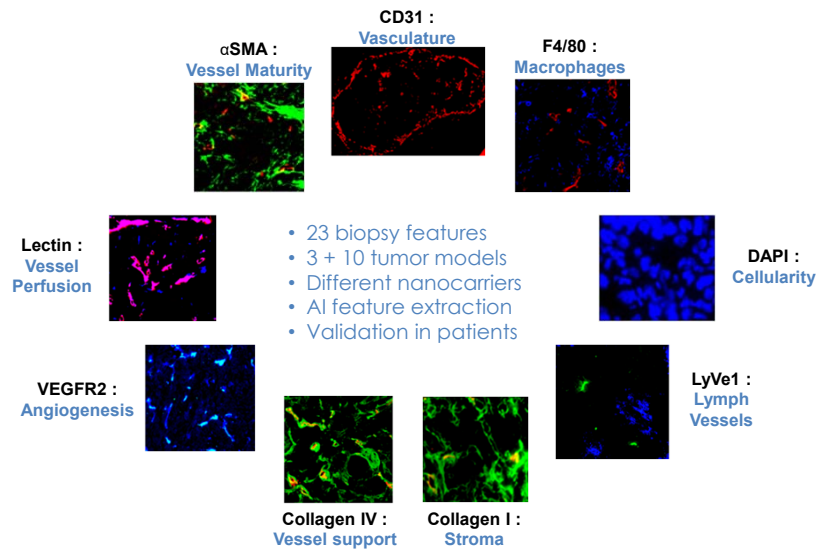 CD31 :
Vasculature
αSMA :
Vessel Maturity
F4/80 :
Macrophages
Lectin :
Vessel
Perfusion
• 23 biopsy features
• 3 + 10 tumor models
• Different nanocarriers
• AI feature extraction
• Validation in patients
DAPI :
Cellularity
VEGFR2 :
Angiogenesis
LyVe1 :
Lymph
Vessels
Collagen IV :
Vessel support
Collagen I :
Stroma